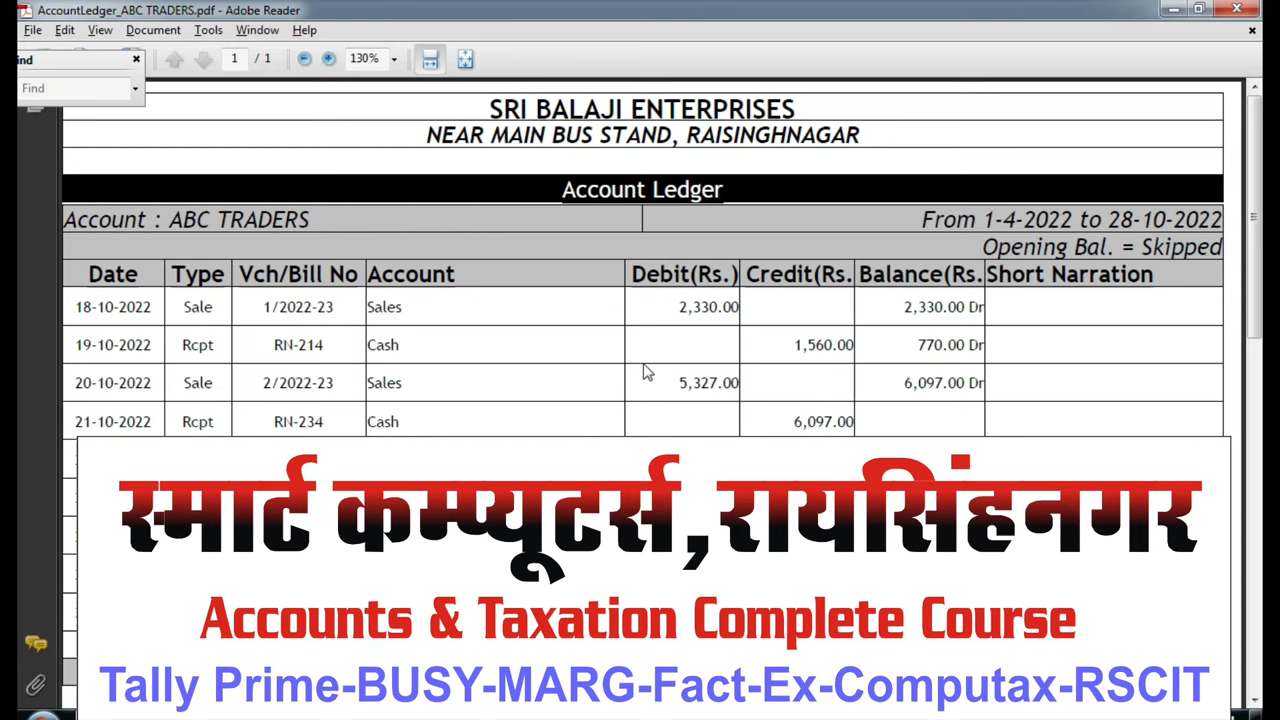 AccountLedger_ABC TRADERS.pdf - Adobe Reader
File Edit View Document Tools Window Help
1 / 1 130%
ind
Find
SRI BALAJI ENTERPRISES
NEAR MAIN BUS STAND, RAISINGHNAGAR
Account Ledger
Account : ABC TRADERS From 1-4-2022 to 28-10-2022
Opening Bal. = Skipped
Date Type Vch/Bill No Account Debit(Rs.) Credit(Rs. Balance(Rs. Short Narration
18-10-2022 Sale 1/2022-23 Sales 2,330.00 2,330.00 Dr
19-10-2022 Rcpt RN-214 Cash 1,560.00 770.00 Dr
20-10-2022 Sale 2/2022-23 Sales 5,327.00 6,097.00 Dr
21-10-2022 Rcpt RN-234 Cash 6,097.00
स्मार्ट कम्प्यूटर्स,रायसिंहनगर
Accounts & Taxation Complete Course
Tally Prime-BUSY-MARG-Fact-Ex-Computax-RSCIT